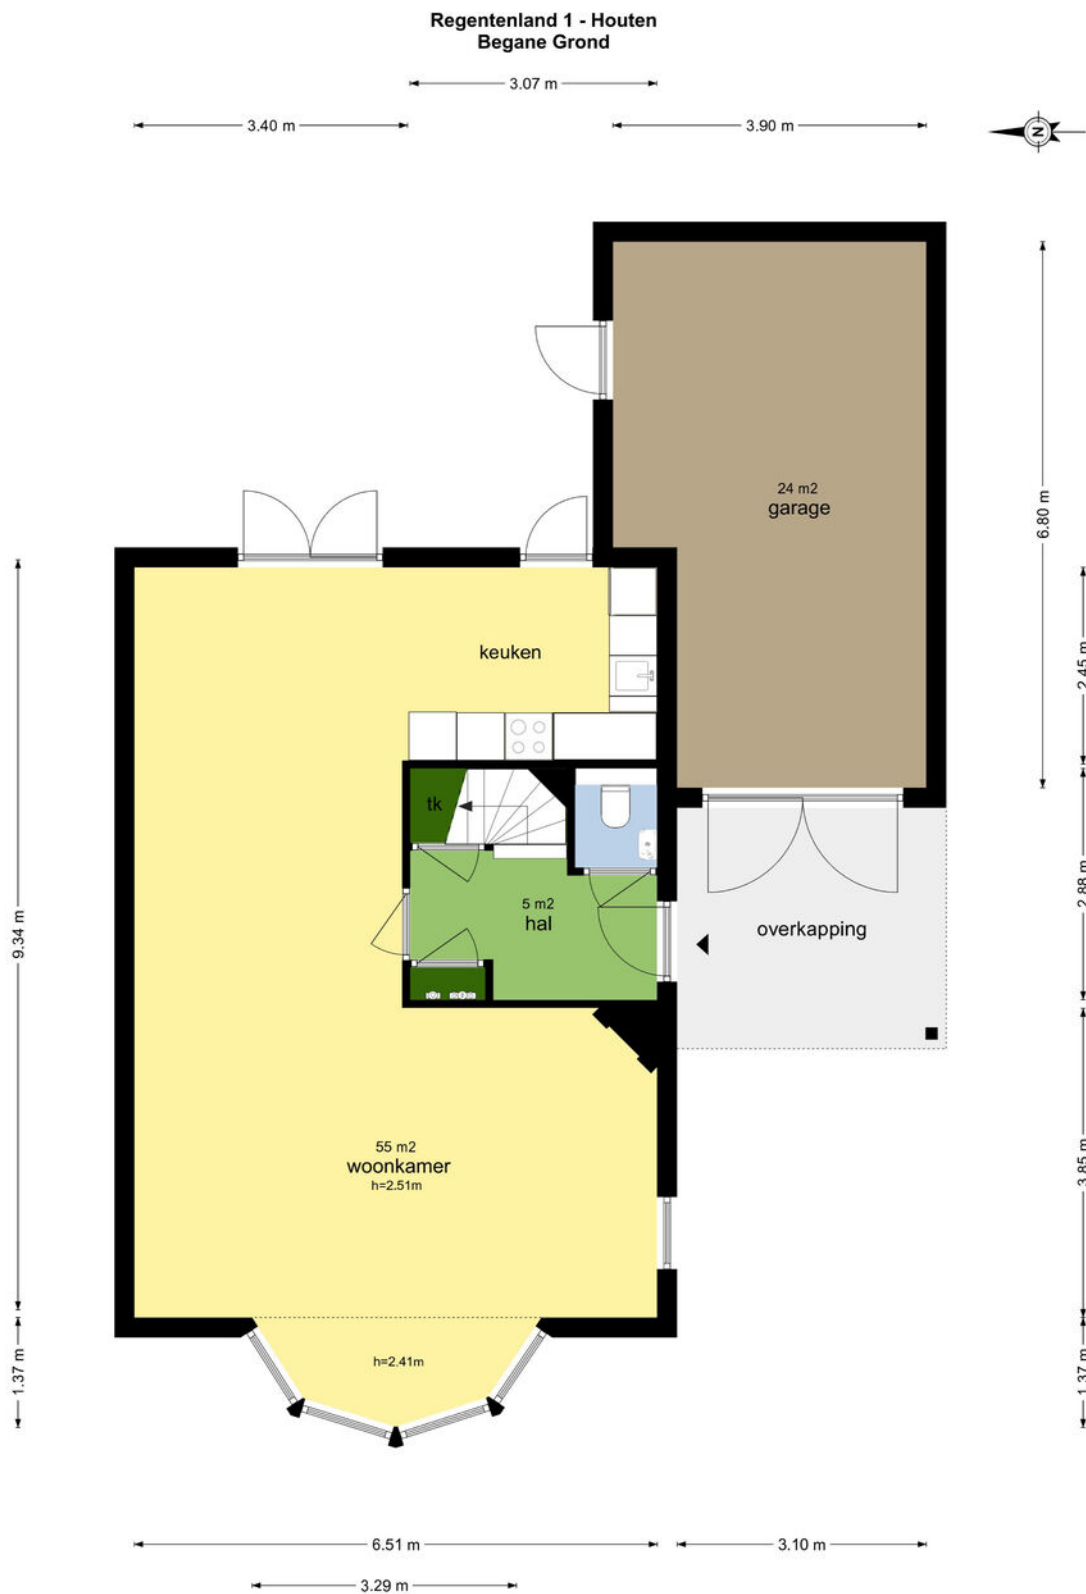 Regentenland 1 - Houten
Begane Grond
3.07 m
3.40 m
3.90 m
N
6.80 m
24 m2
garage
keuken
2.45 m
tk
5 m2
hal
overkapping
2.88 m
9.34 m
55 m2
woonkamer
h=2.51m
3.85 m
h=2.41m
1.37 m
1.37 m
6.51 m
3.10 m
3.29 m